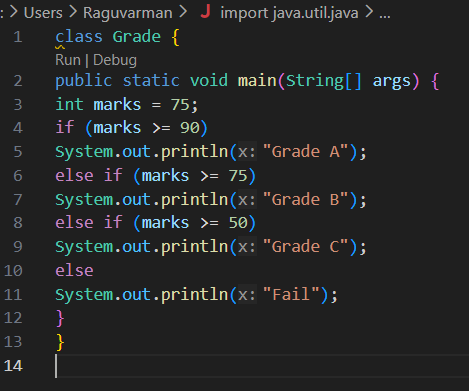 : > Users > Raguvarman > J import java.util.java > ...
1 class Grade {
Run | Debug
2 public static void main(String[] args) {
3 int marks = 75;
4 if (marks >= 90)
5 System.out.println(x: "Grade A");
6 else if (marks >= 75)
7 System.out.println(x: "Grade B");
8 else if (marks >= 50)
9 System.out.println(x: "Grade C");
10 else
11 System.out.println(x: "Fail");
12 }
13 }
14